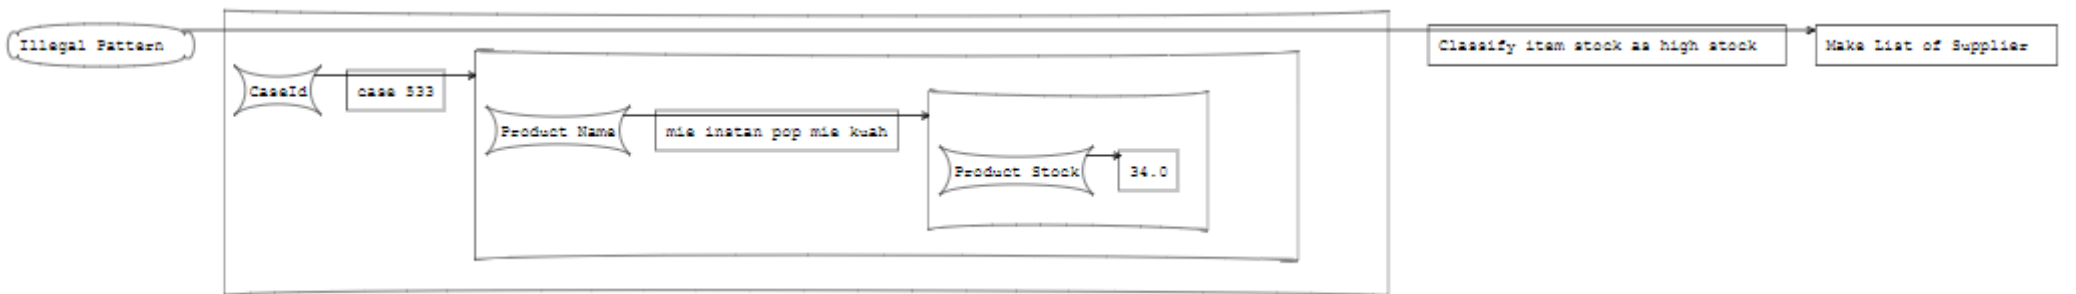 Illegal Pattern
CaseId
case 533
Product Name
mie instan pop mie kuah
Product Stock
34.0
Classify item stock as high stock
Make List of Supplier